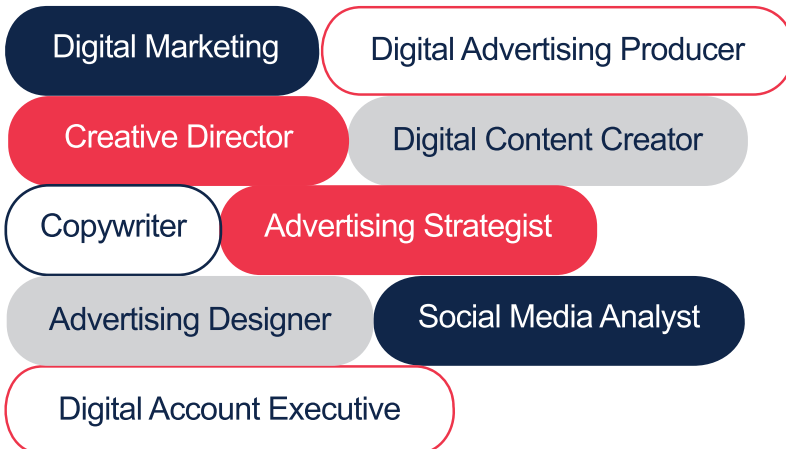 Digital Marketing
Digital Advertising Producer
Creative Director
Digital Content Creator
Copywriter
Advertising Strategist
Advertising Designer
Social Media Analyst
Digital Account Executive